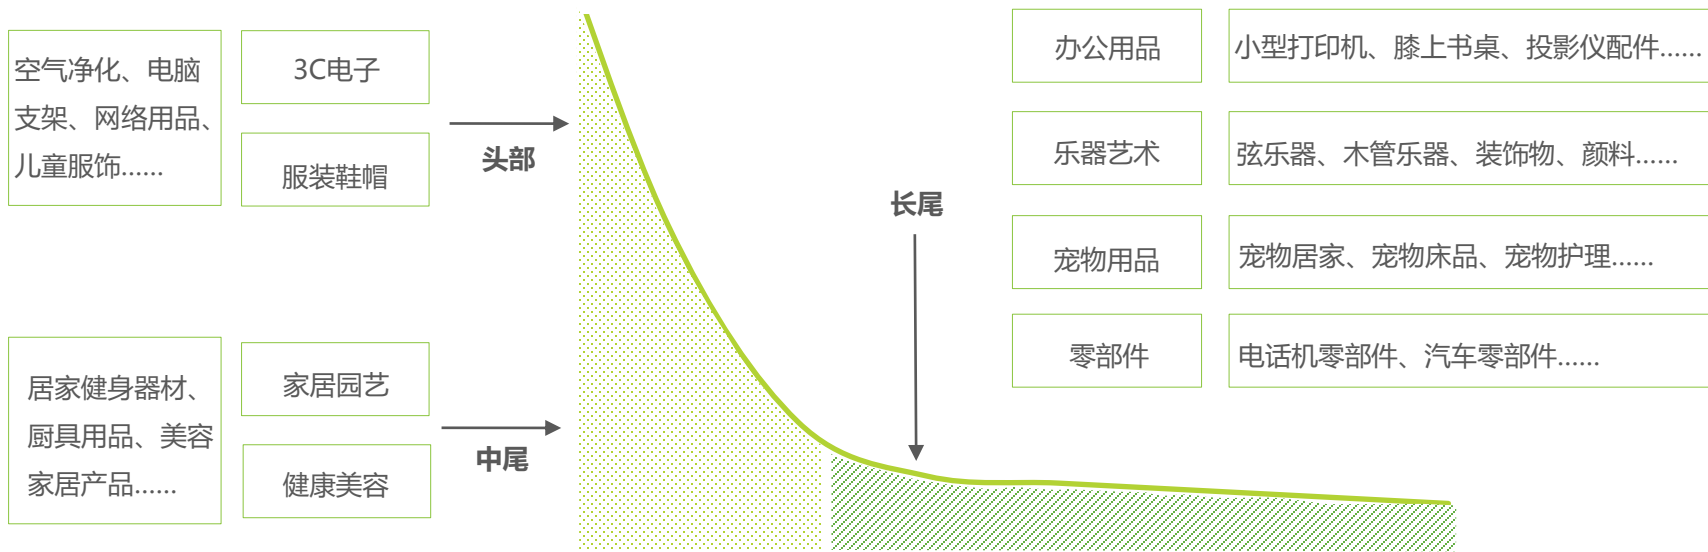 空气净化、电脑
支架、网络用品、
儿童服饰......
3C电子
服装鞋帽
头部
居家健身器材、
厨具用品、美容
家居产品......
家居园艺
健康美容
中尾
长尾
办公用品
小型打印机、膝上书桌、投影仪配件......
乐器艺术
弦乐器、木管乐器、装饰物、颜料......
宠物用品
宠物居家、宠物床品、宠物护理......
零部件
电话机零部件、汽车零部件......